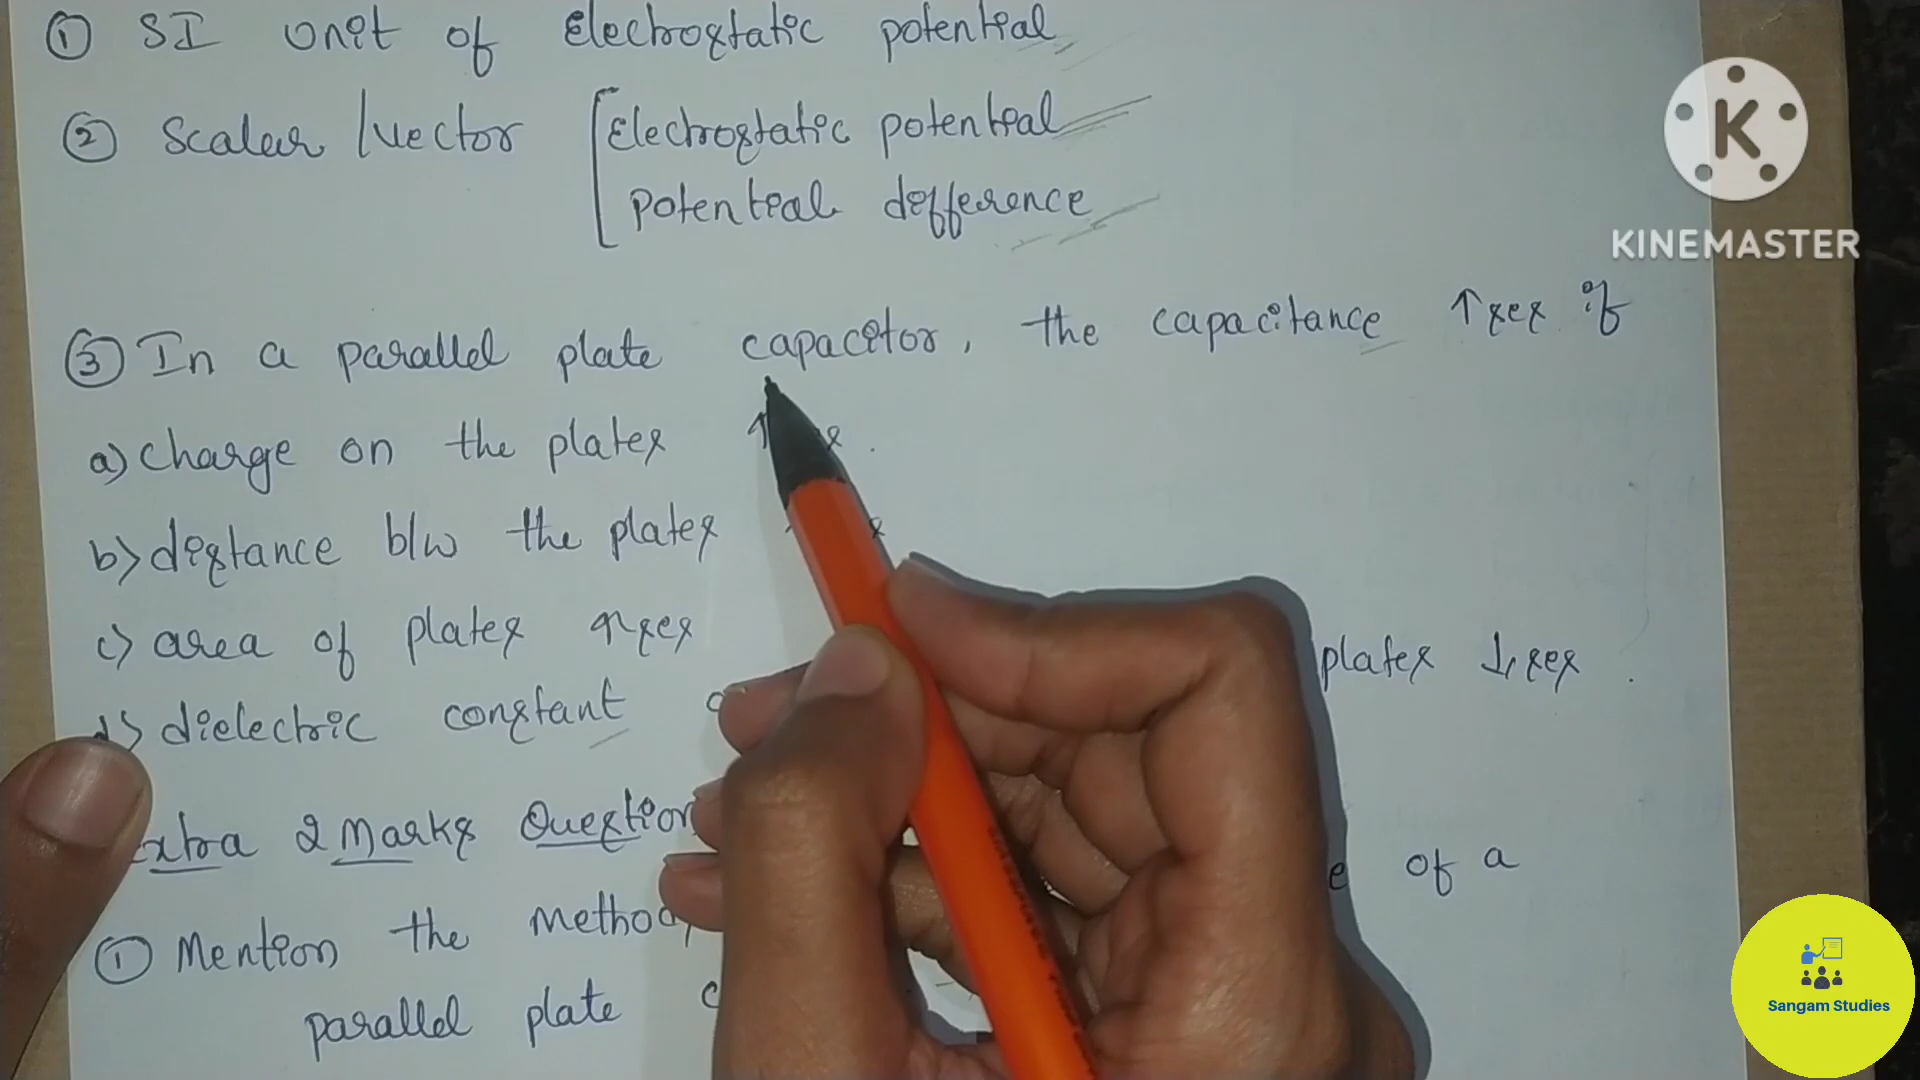 ① SI unit of Electrostatic potential
② Scalar / vector [Electrostatic potential
potential difference
③ In a parallel plate capacitor, the capacitance ↑ses if
a) charge on the plates
b) distance b/w the plates
c) area of plates ↑ses
d) dielectric constant plates ↓ses.
Extra 2 Marks Question
① Mention the of a
parallel plate
KINEMASTER
Sangam Studies